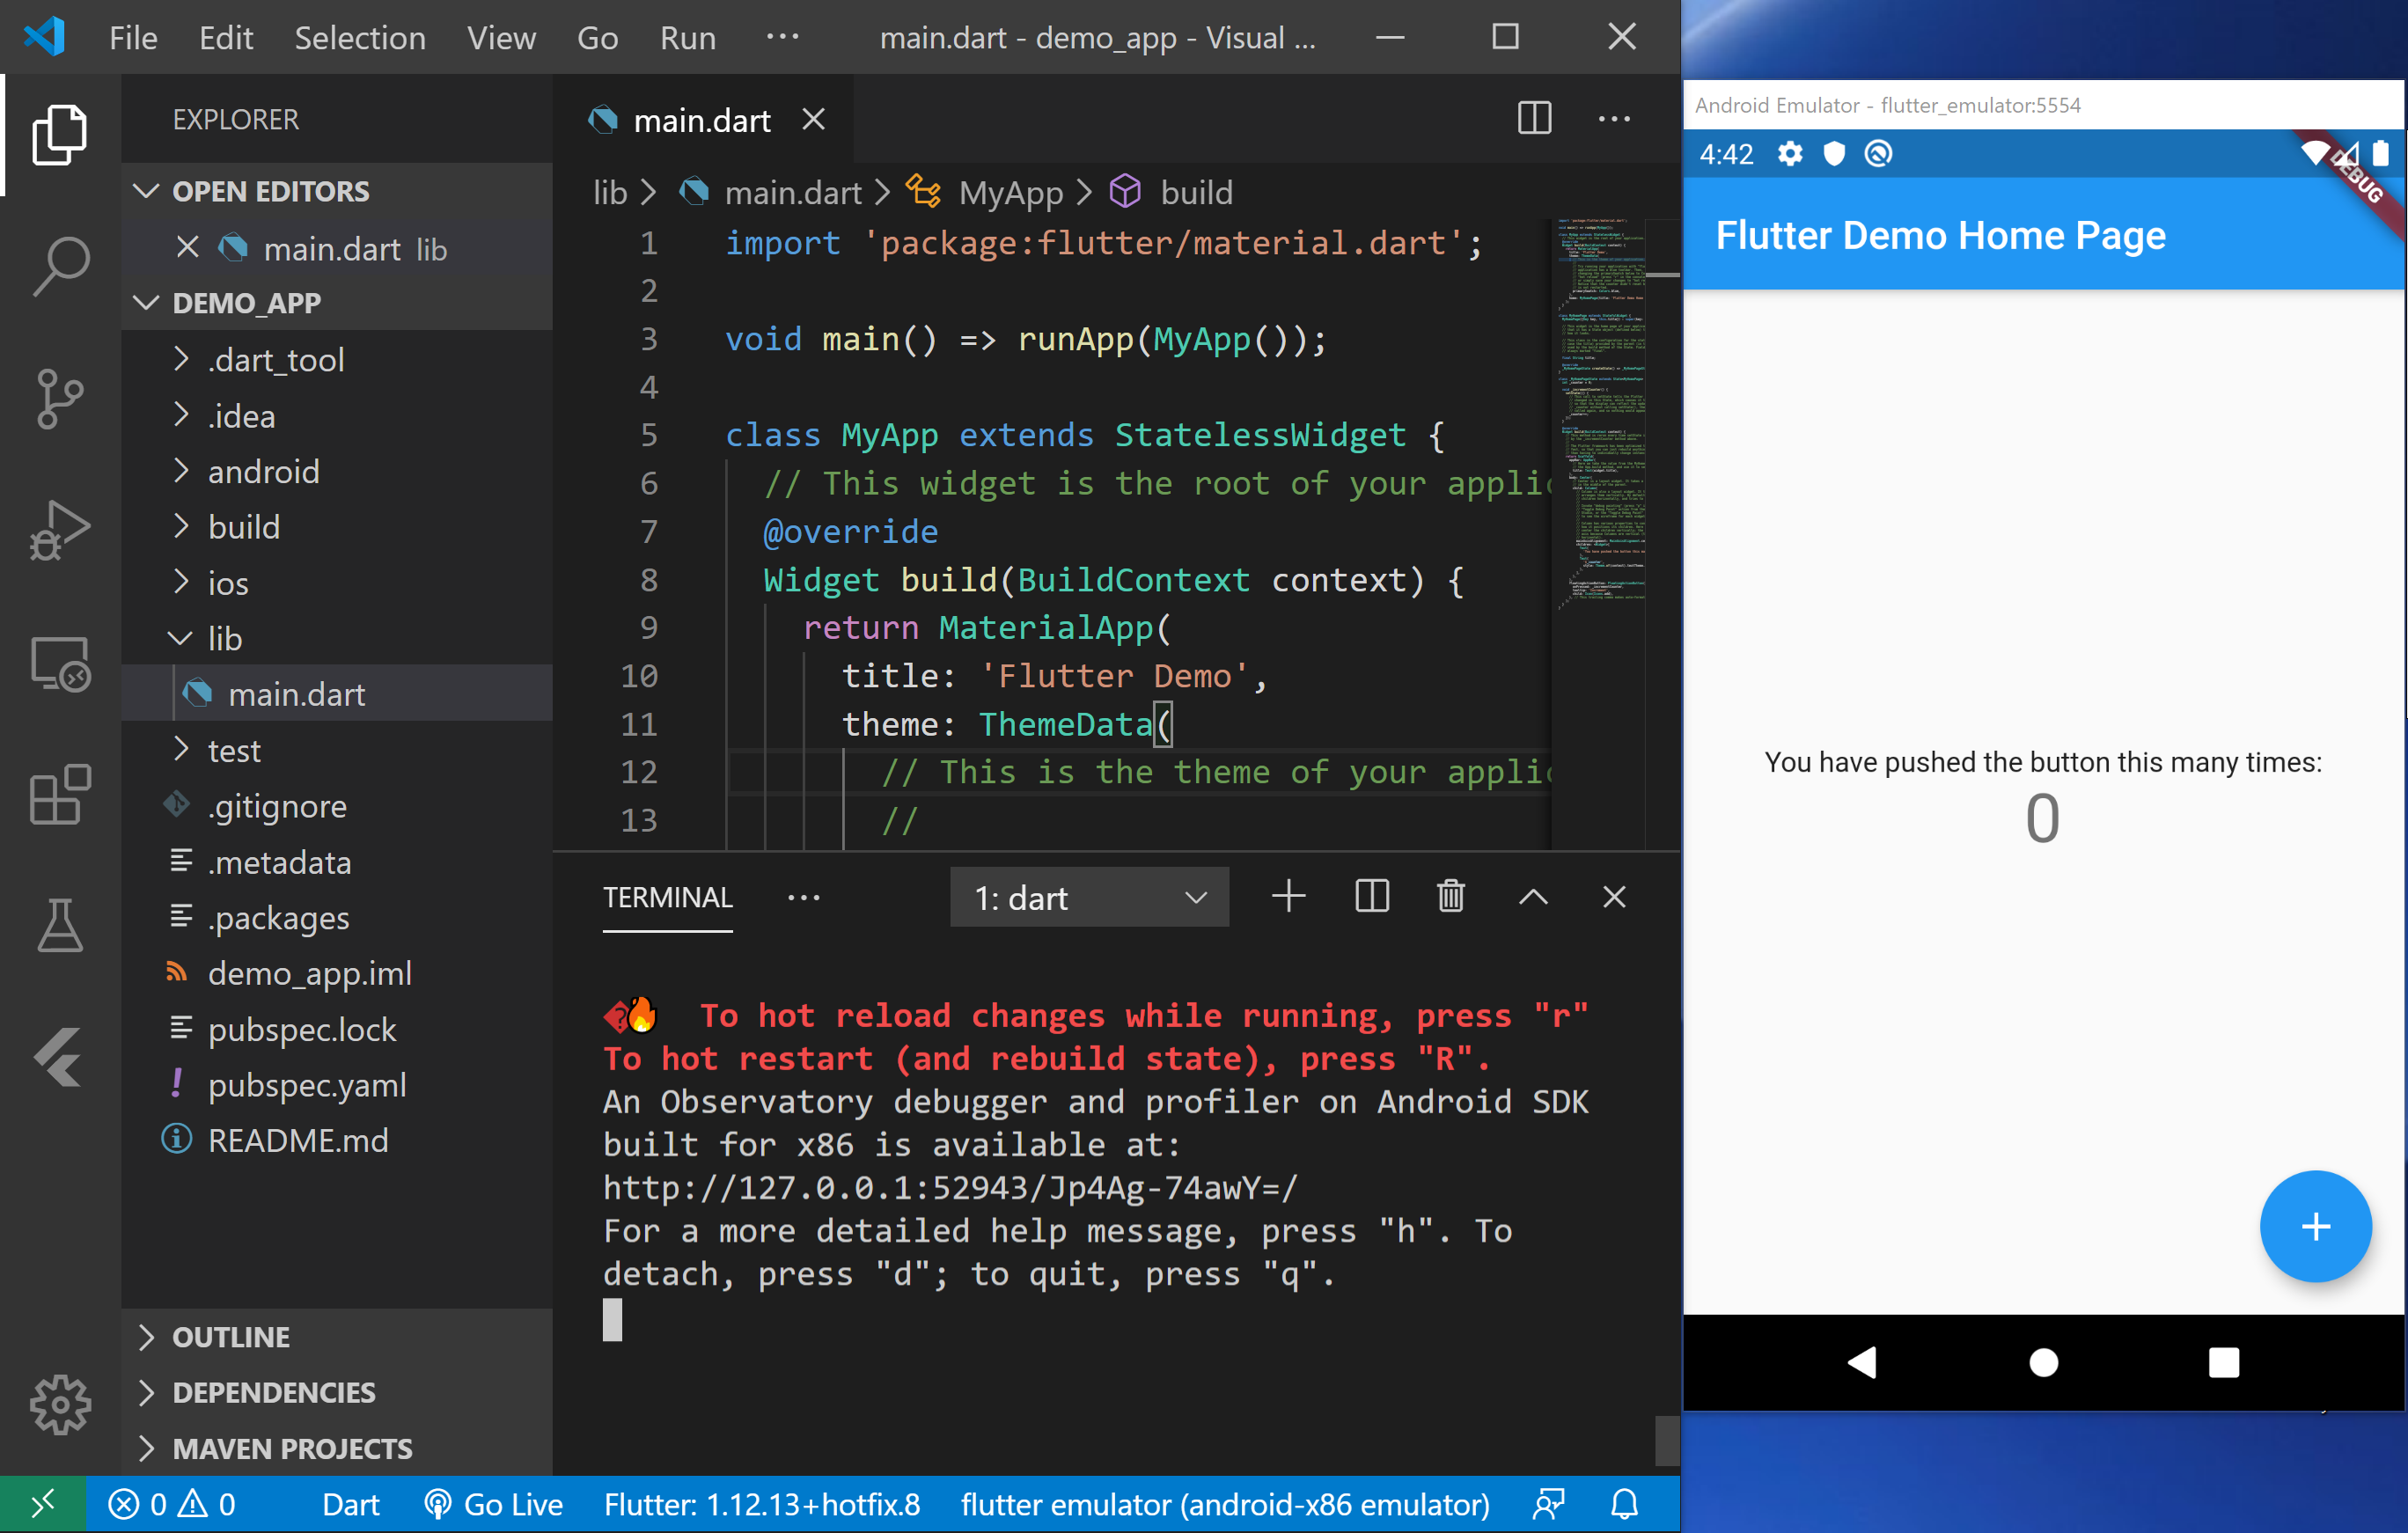 File Edit Selection View Go Run ··· main.dart - demo_app - Visual ...
EXPLORER
OPEN EDITORS
main.dart lib
DEMO_APP
.dart_tool
.idea
android
build
ios
lib
main.dart
test
.gitignore
.metadata
.packages
demo_app.iml
pubspec.lock
pubspec.yaml
README.md
OUTLINE
DEPENDENCIES
MAVEN PROJECTS
main.dart
lib > main.dart > MyApp > build
1 import 'package:flutter/material.dart';
2
3 void main() => runApp(MyApp());
4
5 class MyApp extends StatelessWidget {
6 // This widget is the root of your applic
7 @override
8 Widget build(BuildContext context) {
9 return MaterialApp(
10 title: 'Flutter Demo',
11 theme: ThemeData(
12 // This is the theme of your applic
13 //
TERMINAL ··· 1: dart
To hot reload changes while running, press "r"
To hot restart (and rebuild state), press "R".
An Observatory debugger and profiler on Android SDK
built for x86 is available at:
http://127.0.0.1:52943/Jp4Ag-74awY=/
For a more detailed help message, press "h". To
detach, press "d"; to quit, press "q".
0 0 Dart Go Live Flutter: 1.12.13+hotfix.8 flutter emulator (android-x86 emulator)
Android Emulator - flutter_emulator:5554
4:42
DEBUG
Flutter Demo Home Page
You have pushed the button this many times:
0
+